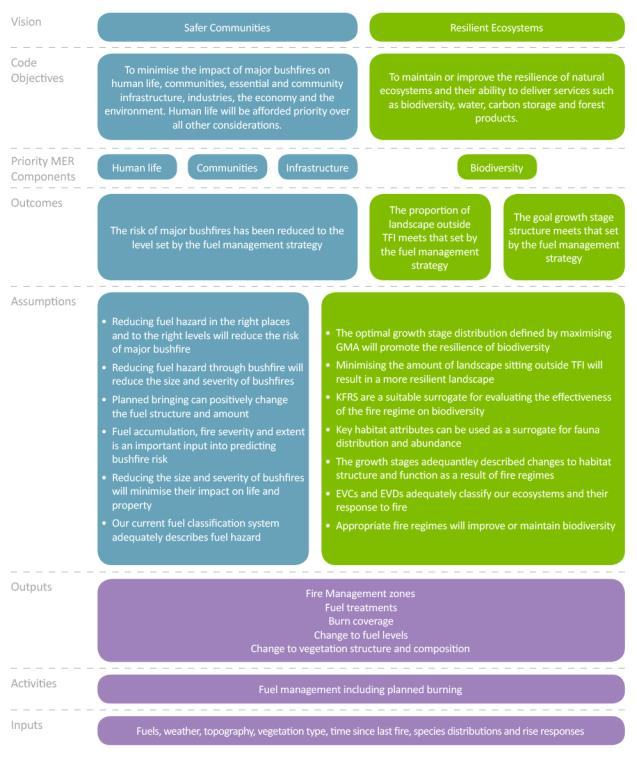 Vision
Safer Communities
Resilient Ecosystems
Code
Objectives
To minimise the impact of major bushfires on
human life, communities, essential and community
infrastructure, industries, the economy and the
environment. Human life will be afforded priority over
all other considerations.
To maintain or improve the resilience of natural
ecosystems and their ability to deliver services such
as biodiversity, water, carbon storage and forest
products.
Priority MER
Components
Human life
Communities
Infrastructure
Biodiversity
Outcomes
The risk of major bushfires has been reduced to the
level set by the fuel management strategy
The proportion of
landscape outside
TFI meets that set by
the fuel management
strategy
The goal growth stage
structure meets that set
by the fuel management
strategy
Assumptions
• Reducing fuel hazard in the right places
and to the right levels will reduce the risk
of major bushfire
• Reducing fuel hazard through bushfire will
reduce the size and severity of bushfires
• Planned bringing can positively change
the fuel structure and amount
• Fuel accumulation, fire severity and extent
is an important input into predicting
bushfire risk
• Reducing the size and severity of bushfires
will minimise their impact on life and
property
• Our current fuel classification system
adequately describes fuel hazard
• The optimal growth stage distribution defined by maximising
GMA will promote the resilience of biodiversity
• Minimising the amount of landscape sitting outside TFI will
result in a more resilient landscape
• KFRS are a suitable surrogate for evaluating the effectiveness
of the fire regime on biodiversity
• Key habitat attributes can be used as a surrogate for fauna
distribution and abundance
• The growth stages adequantley described changes to habitat
structure and function as a result of fire regimes
• EVCs and EVDs adequately classify our ecosystems and their
response to fire
• Appropriate fire regimes will improve or maintain biodiversity
Outputs
Fire Management zones
Fuel treatments
Burn coverage
Change to fuel levels
Change to vegetation structure and composition
Activities
Fuel management including planned burning
Inputs
Fuels, weather, topography, vegetation type, time since last fire, species distributions and rise responses